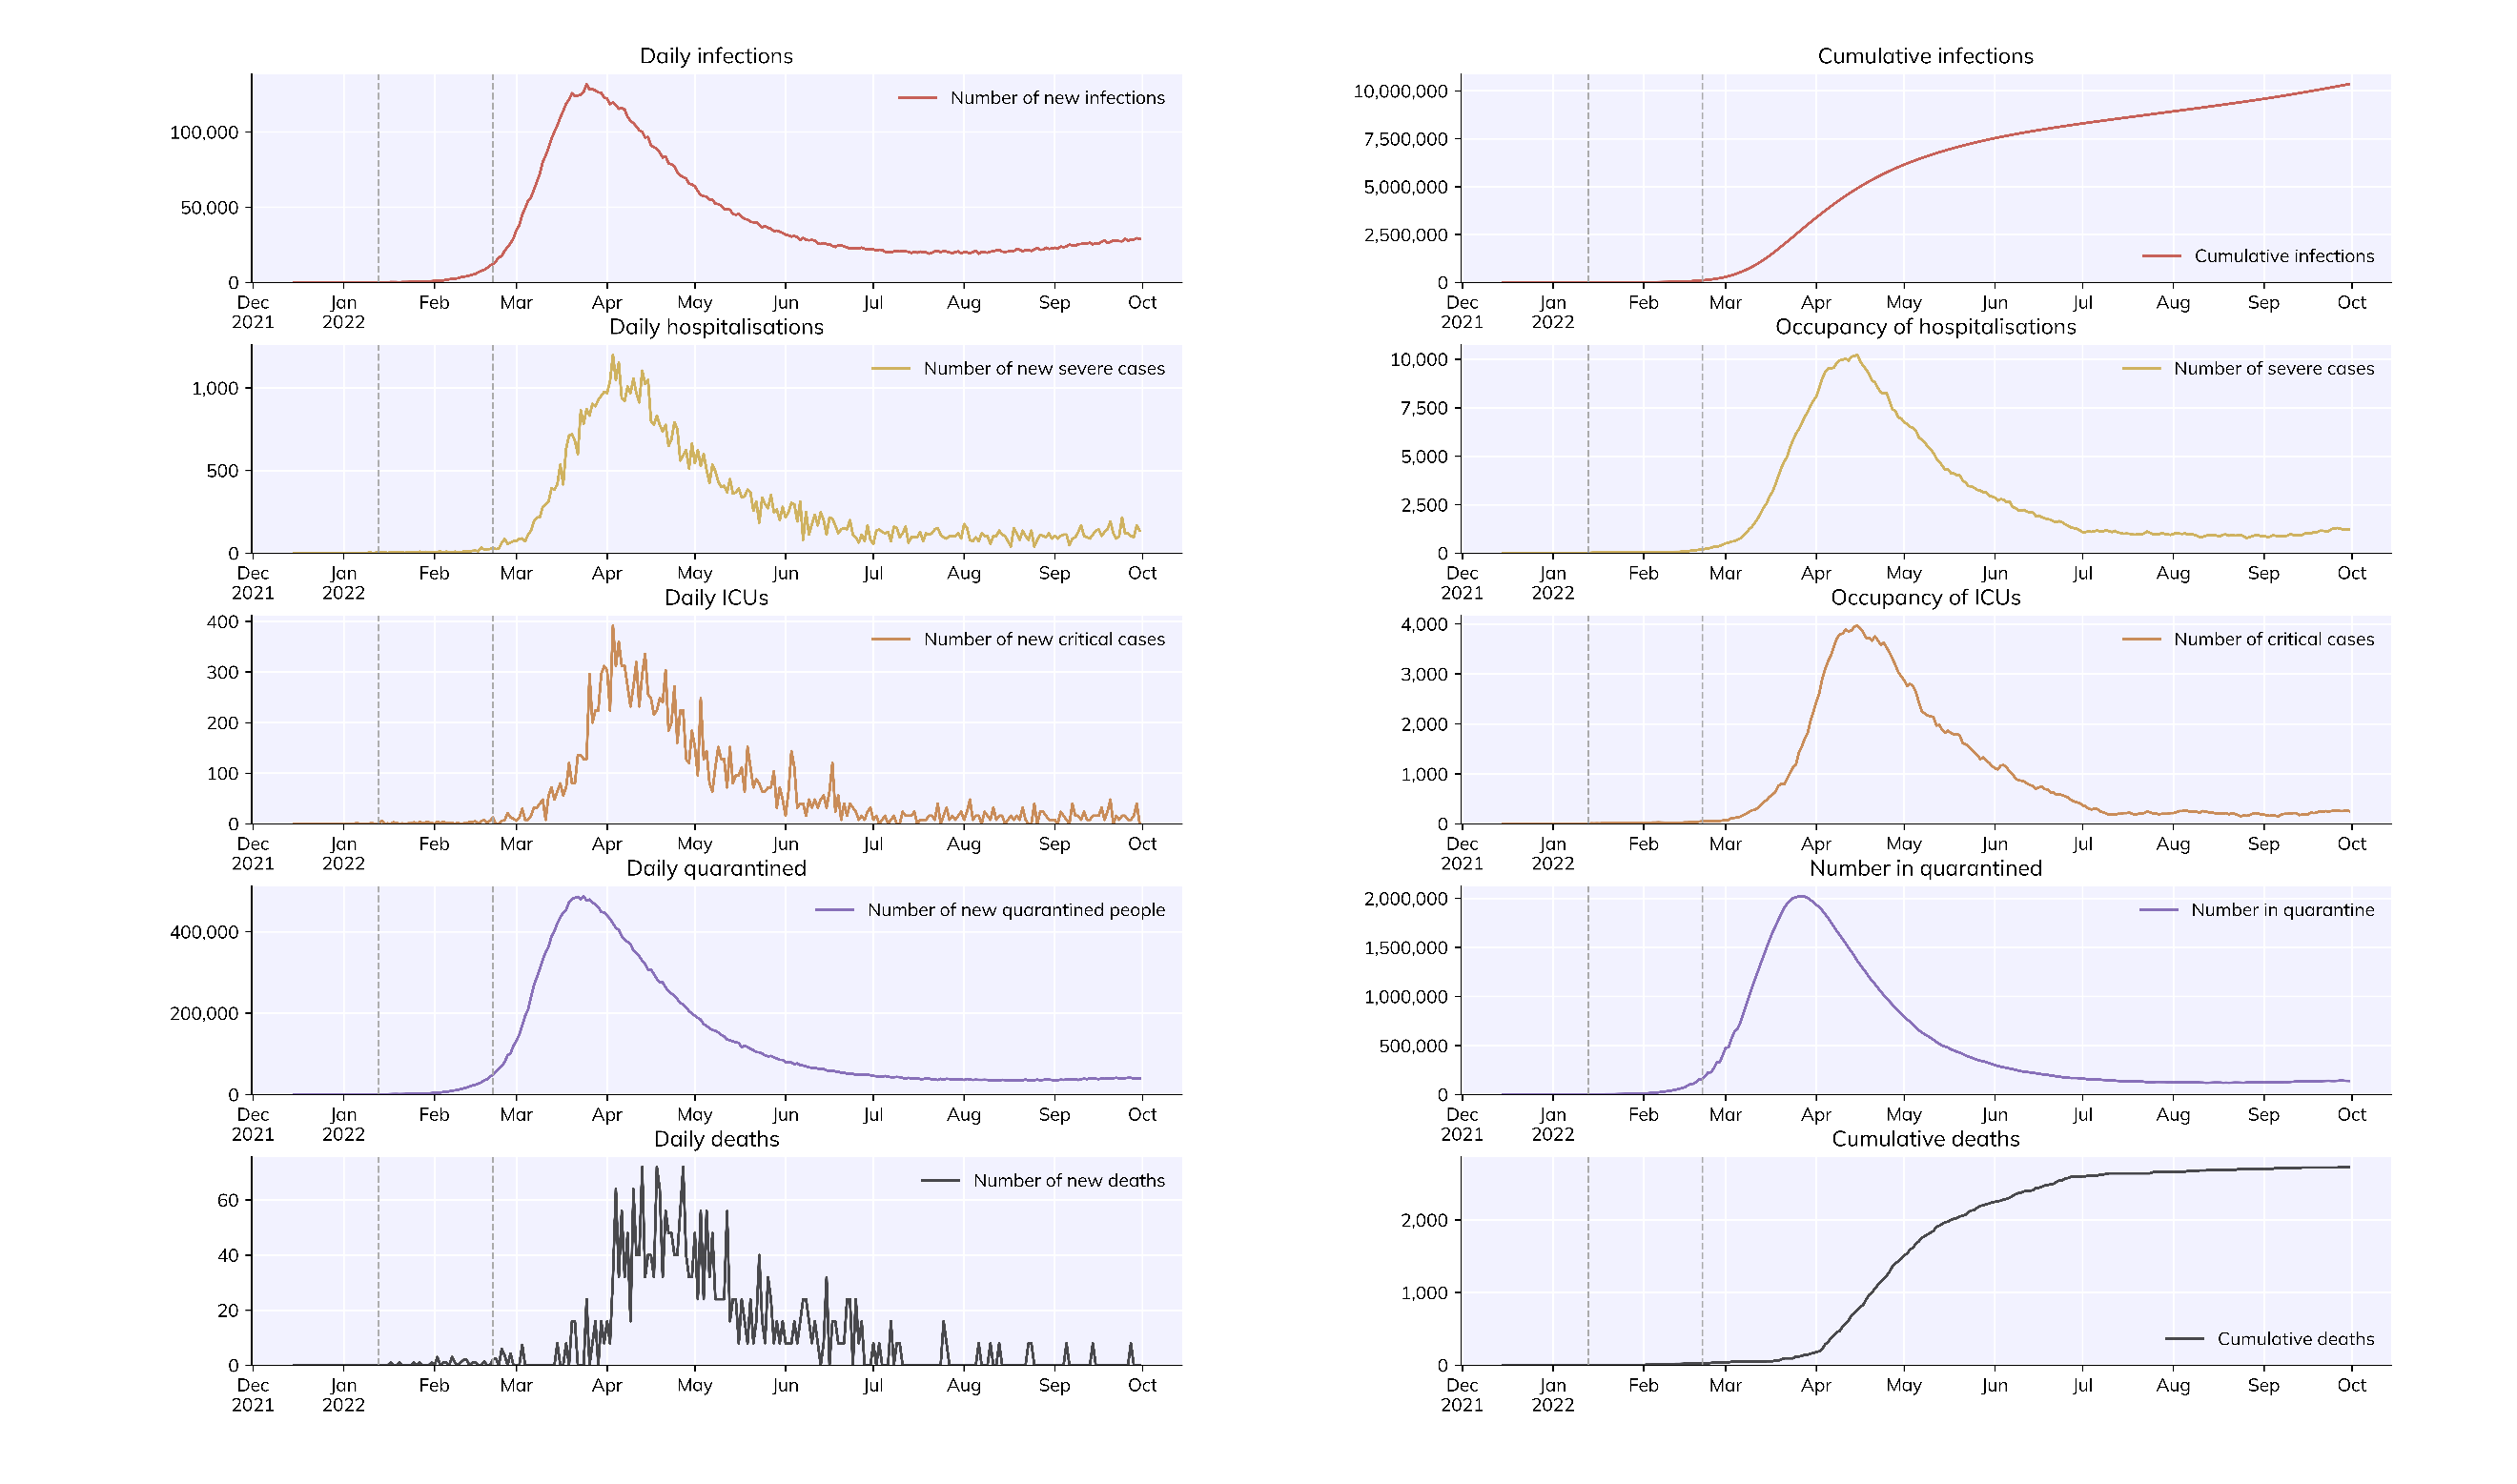 Daily infections
Number of new infections
100,000
50,000
0
Dec Jan Feb Mar Apr May Jun Jul Aug Sep Oct
2021 2022
Cumulative infections
10,000,000
7,500,000
5,000,000
2,500,000
Cumulative infections
0
Dec Jan Feb Mar Apr May Jun Jul Aug Sep Oct
2021 2022
Daily hospitalisations
Number of new severe cases
1,000
500
0
Dec Jan Feb Mar Apr May Jun Jul Aug Sep Oct
2021 2022
Occupancy of hospitalisations
10,000
Number of severe cases
7,500
5,000
2,500
0
Dec Jan Feb Mar Apr May Jun Jul Aug Sep Oct
2021 2022
Daily ICUs
400
Number of new critical cases
300
200
100
0
Dec Jan Feb Mar Apr May Jun Jul Aug Sep Oct
2021 2022
Occupancy of ICUs
4,000
Number of critical cases
3,000
2,000
1,000
0
Dec Jan Feb Mar Apr May Jun Jul Aug Sep Oct
2021 2022
Daily quarantined
Number of new quarantined people
400,000
200,000
0
Dec Jan Feb Mar Apr May Jun Jul Aug Sep Oct
2021 2022
Number in quarantined
2,000,000
Number in quarantine
1,500,000
1,000,000
500,000
0
Dec Jan Feb Mar Apr May Jun Jul Aug Sep Oct
2021 2022
Daily deaths
Number of new deaths
60
40
20
0
Dec Jan Feb Mar Apr May Jun Jul Aug Sep Oct
2021 2022
Cumulative deaths
2,000
1,000
Cumulative deaths
0
Dec Jan Feb Mar Apr May Jun Jul Aug Sep Oct
2021 2022